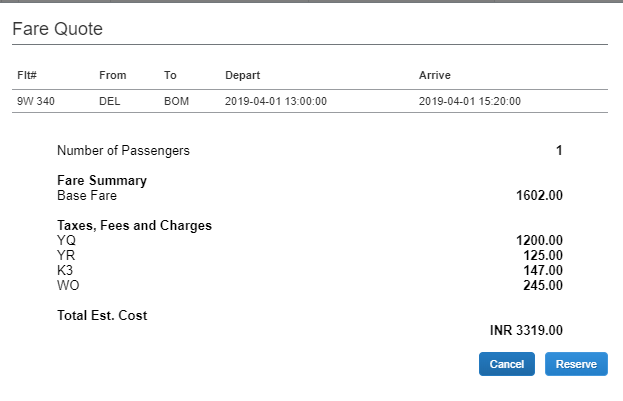 Fare Quote
Flt# From To Depart Arrive
9W 340 DEL BOM 2019-04-01 13:00:00 2019-04-01 15:20:00
Number of Passengers 1
Fare Summary
Base Fare 1602.00
Taxes, Fees and Charges
YQ 1200.00
YR 125.00
K3 147.00
WO 245.00
Total Est. Cost
INR 3319.00
Cancel Reserve